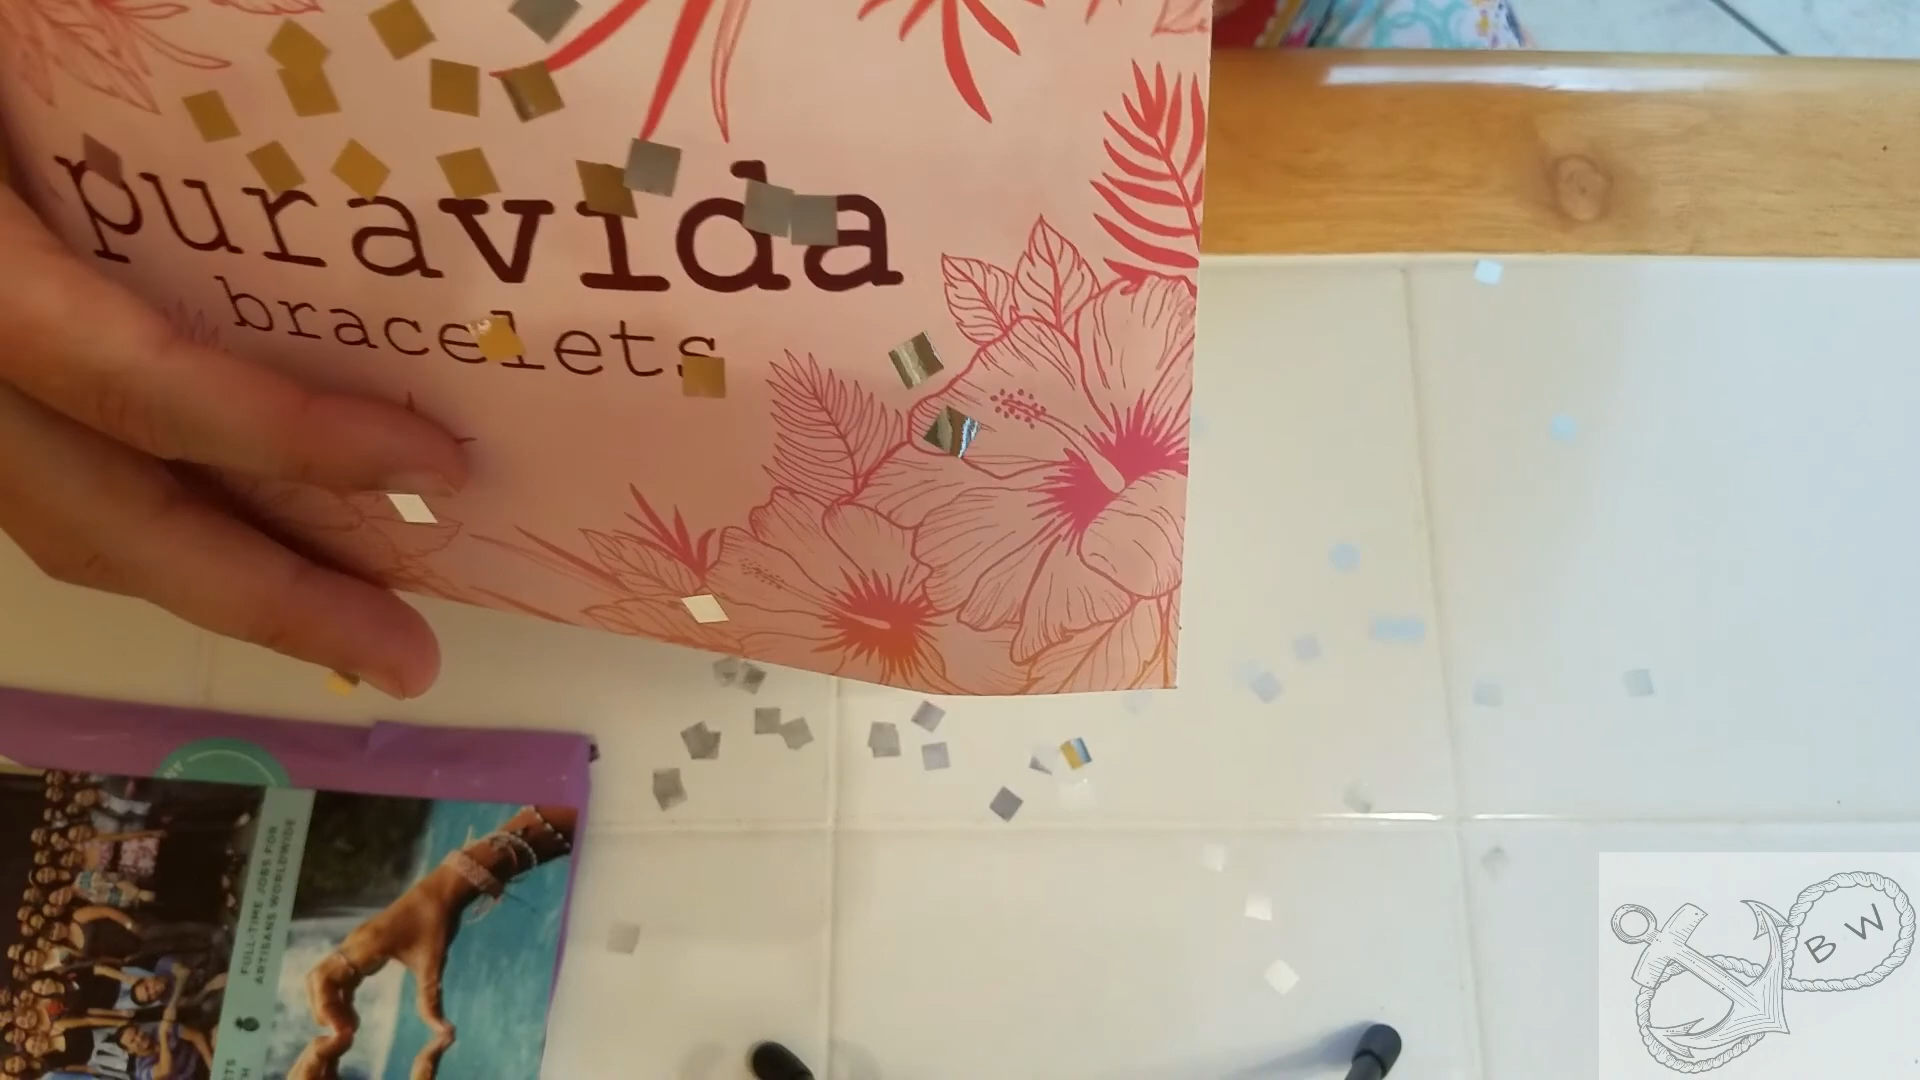 puravida
bracelets
FULL-TIME JOBS FOR
ARTISANS WORLDWIDE
B W